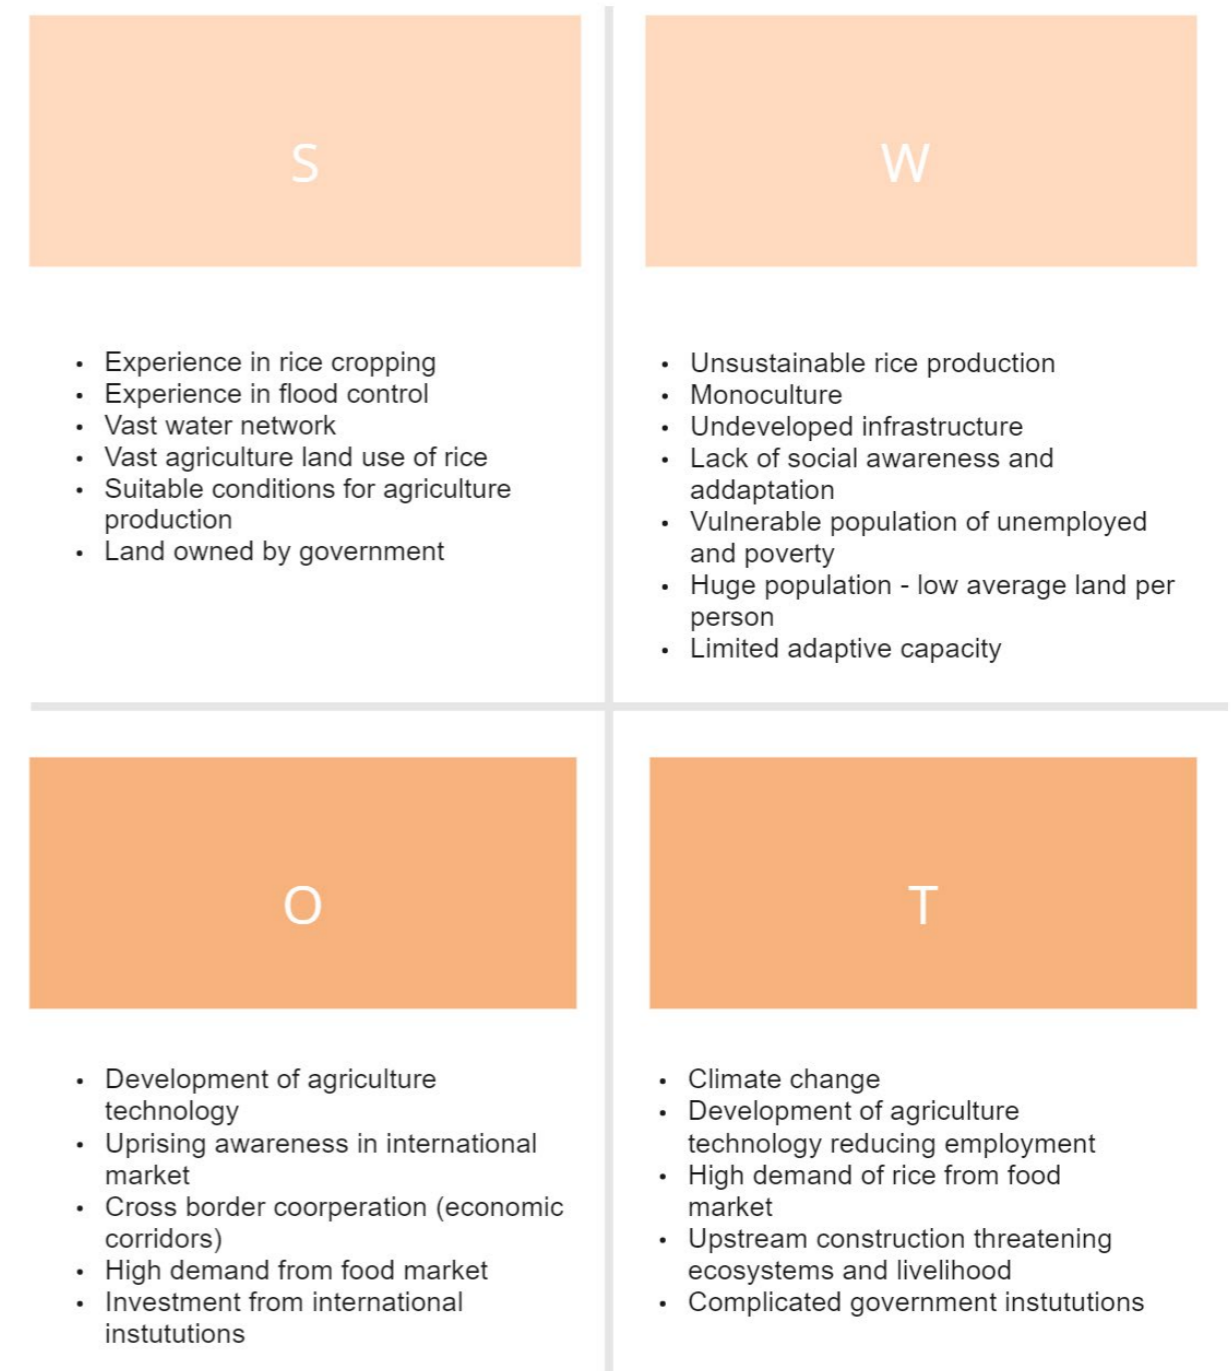 S
• Experience in rice cropping
• Experience in flood control
• Vast water network
• Vast agriculture land use of rice
• Suitable conditions for agriculture
production
• Land owned by government
W
• Unsustainable rice production
• Monoculture
• Undeveloped infrastructure
• Lack of social awareness and
addaptation
• Vulnerable population of unemployed
and poverty
• Huge population - low average land per
person
• Limited adaptive capacity
O
• Development of agriculture
technology
• Uprising awareness in international
market
• Cross border coorperation (economic
corridors)
• High demand from food market
• Investment from international
instututions
T
• Climate change
• Development of agriculture
technology reducing employment
• High demand of rice from food
market
• Upstream construction threatening
ecosystems and livelihood
• Complicated government instututions